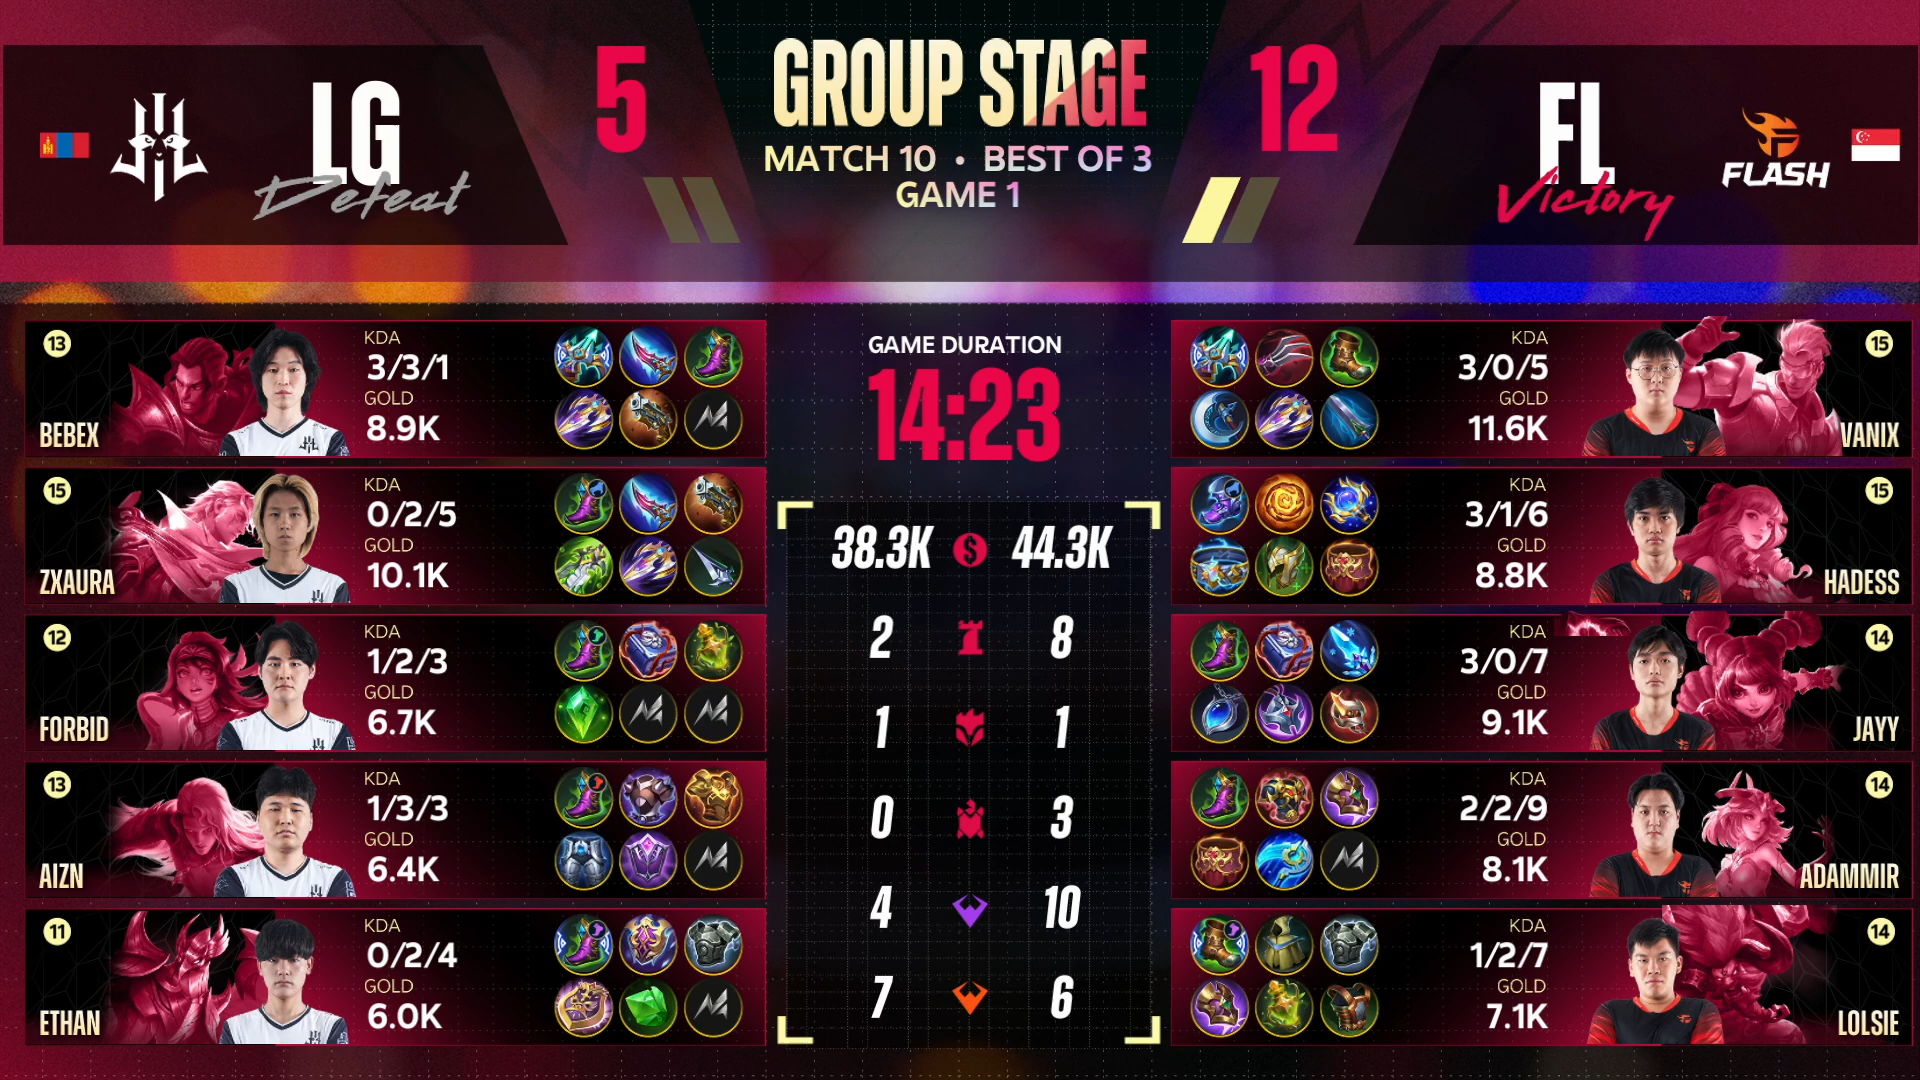 LG
Defeat
5
GROUP STAGE
MATCH 10 • BEST OF 3
GAME 1
12
FL
Victory
FLASH
13
BEBEX
KDA
3/3/1
GOLD
8.9K
15
ZXAURA
KDA
0/2/5
GOLD
10.1K
12
FORBID
KDA
1/2/3
GOLD
6.7K
13
AIZN
KDA
1/3/3
GOLD
6.4K
11
ETHAN
KDA
0/2/4
GOLD
6.0K
GAME DURATION
14:23
38.3K 44.3K
2 8
1 1
0 3
4 10
7 6
KDA
3/0/5
GOLD
11.6K
15
VANIX
KDA
3/1/6
GOLD
8.8K
15
HADESS
KDA
3/0/7
GOLD
9.1K
14
JAYY
KDA
2/2/9
GOLD
8.1K
14
ADAMMIR
KDA
1/2/7
GOLD
7.1K
14
LOLSIE